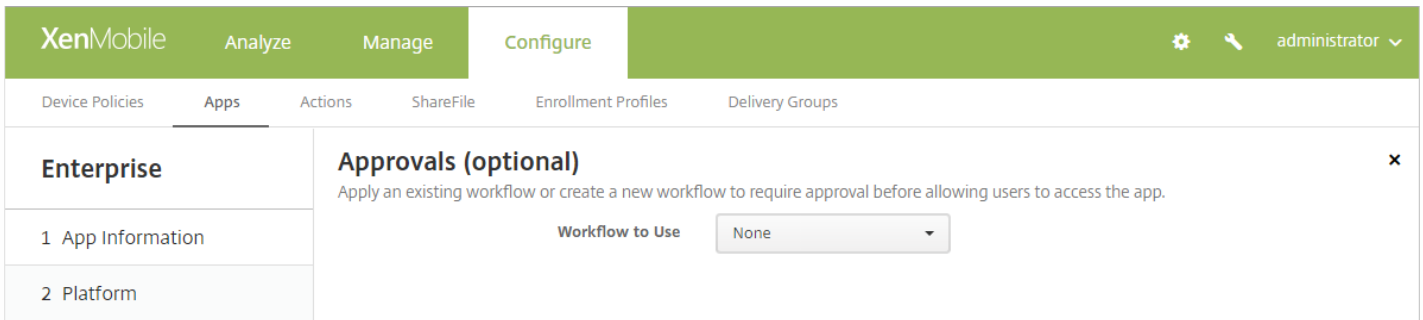 XenMobile Analyze Manage Configure administrator
Device Policies Apps Actions ShareFile Enrollment Profiles Delivery Groups
Enterprise
1 App Information
2 Platform
Approvals (optional)
Apply an existing workflow or create a new workflow to require approval before allowing users to access the app.
Workflow to Use None